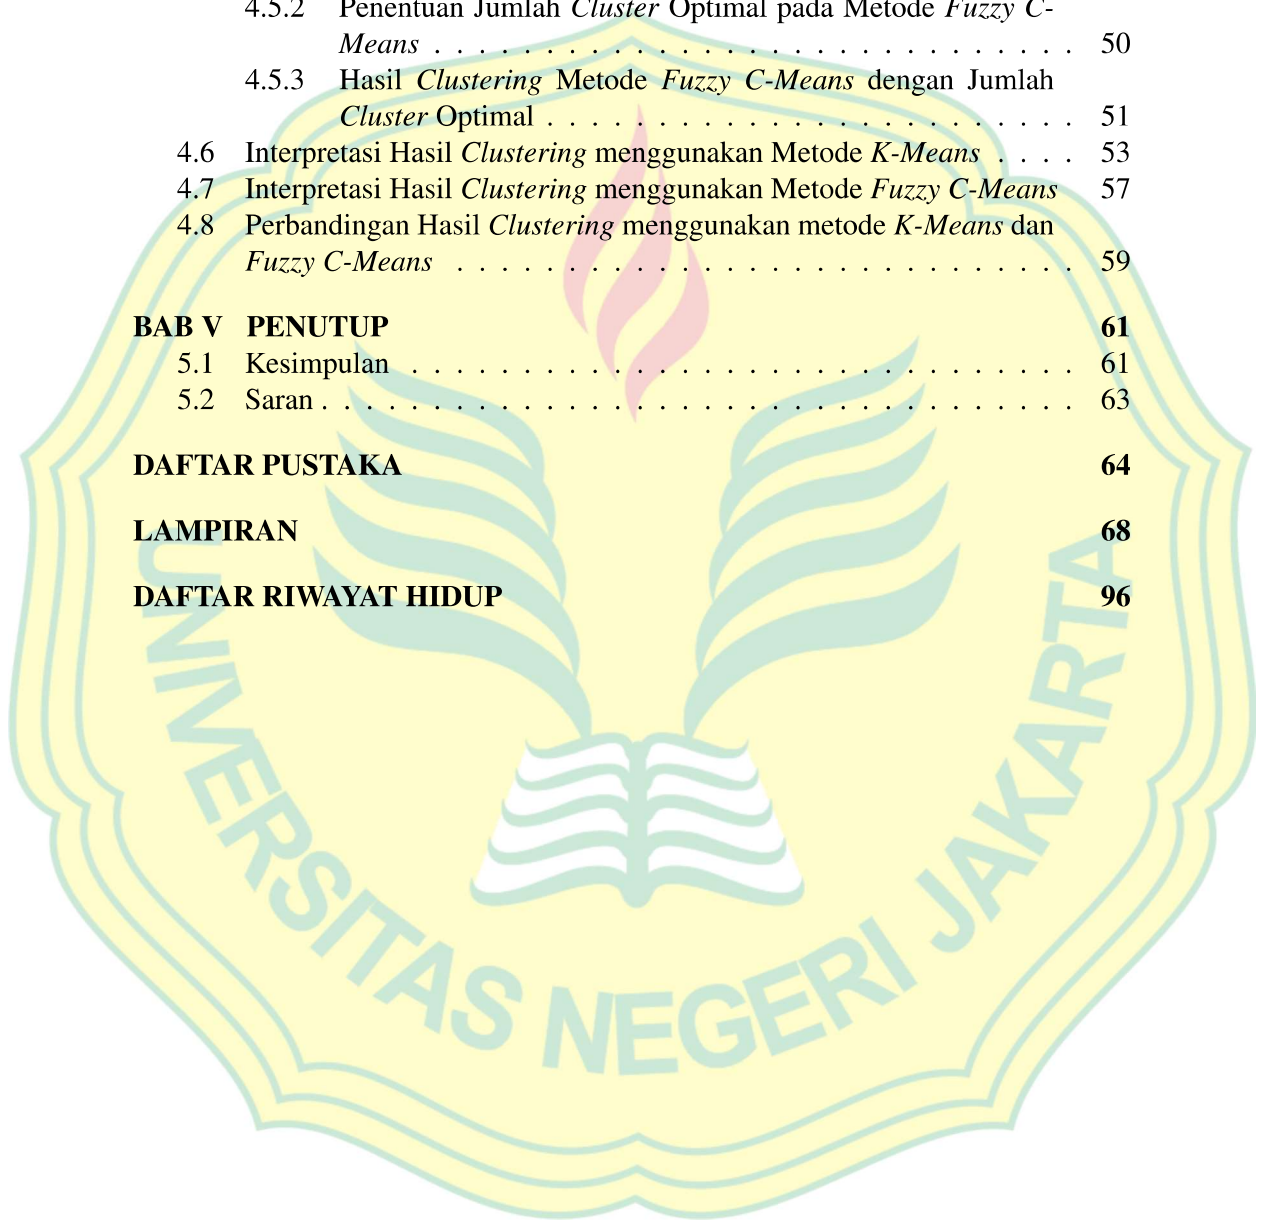 4.5.2 Penentuan Jumlah Cluster Optimal pada Metode Fuzzy C-
Means . . . . . . . . . . . . . . . . . . . . . . . . . . . . . 50
4.5.3 Hasil Clustering Metode Fuzzy C-Means dengan Jumlah
Cluster Optimal . . . . . . . . . . . . . . . . . . . . . . . . 51
4.6 Interpretasi Hasil Clustering menggunakan Metode K-Means . . . . 53
4.7 Interpretasi Hasil Clustering menggunakan Metode Fuzzy C-Means 57
4.8 Perbandingan Hasil Clustering menggunakan metode K-Means dan
Fuzzy C-Means . . . . . . . . . . . . . . . . . . . . . . . . . . . . 59
BAB V PENUTUP 61
5.1 Kesimpulan . . . . . . . . . . . . . . . . . . . . . . . . . . . . . . 61
5.2 Saran . . . . . . . . . . . . . . . . . . . . . . . . . . . . . . . . . . 63
DAFTAR PUSTAKA 64
LAMPIRAN 68
DAFTAR RIWAYAT HIDUP 96
UNIVERSITAS NEGERI JAKARTA